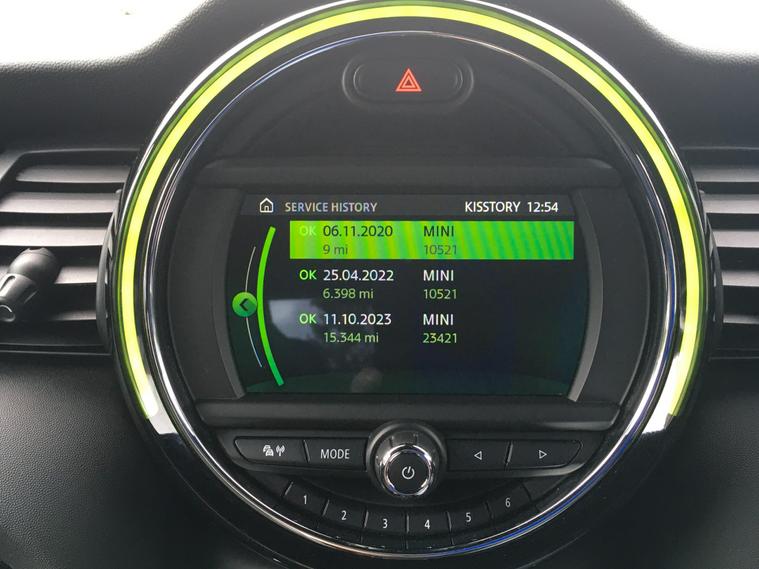 SERVICE HISTORY KISSTORY 12:54
OK 06.11.2020 MINI
9 mi 10521
OK 25.04.2022 MINI
6.398 mi 10521
OK 11.10.2023 MINI
15.344 mi 23421
MODE
1 2 3 4 5 6